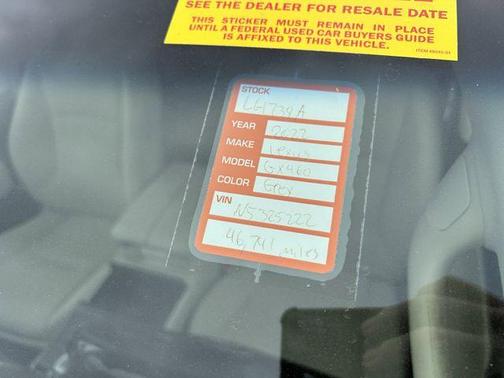 SEE THE DEALER FOR RESALE DATE
THIS STICKER MUST REMAIN IN PLACE
UNTIL A FEDERAL USED CAR BUYERS GUIDE
IS AFFIXED TO THIS VEHICLE.
STOCK
L61739A
YEAR 2022
MAKE Lexus
MODEL GX460
COLOR Grey
VIN
N5325222
46,741 miles